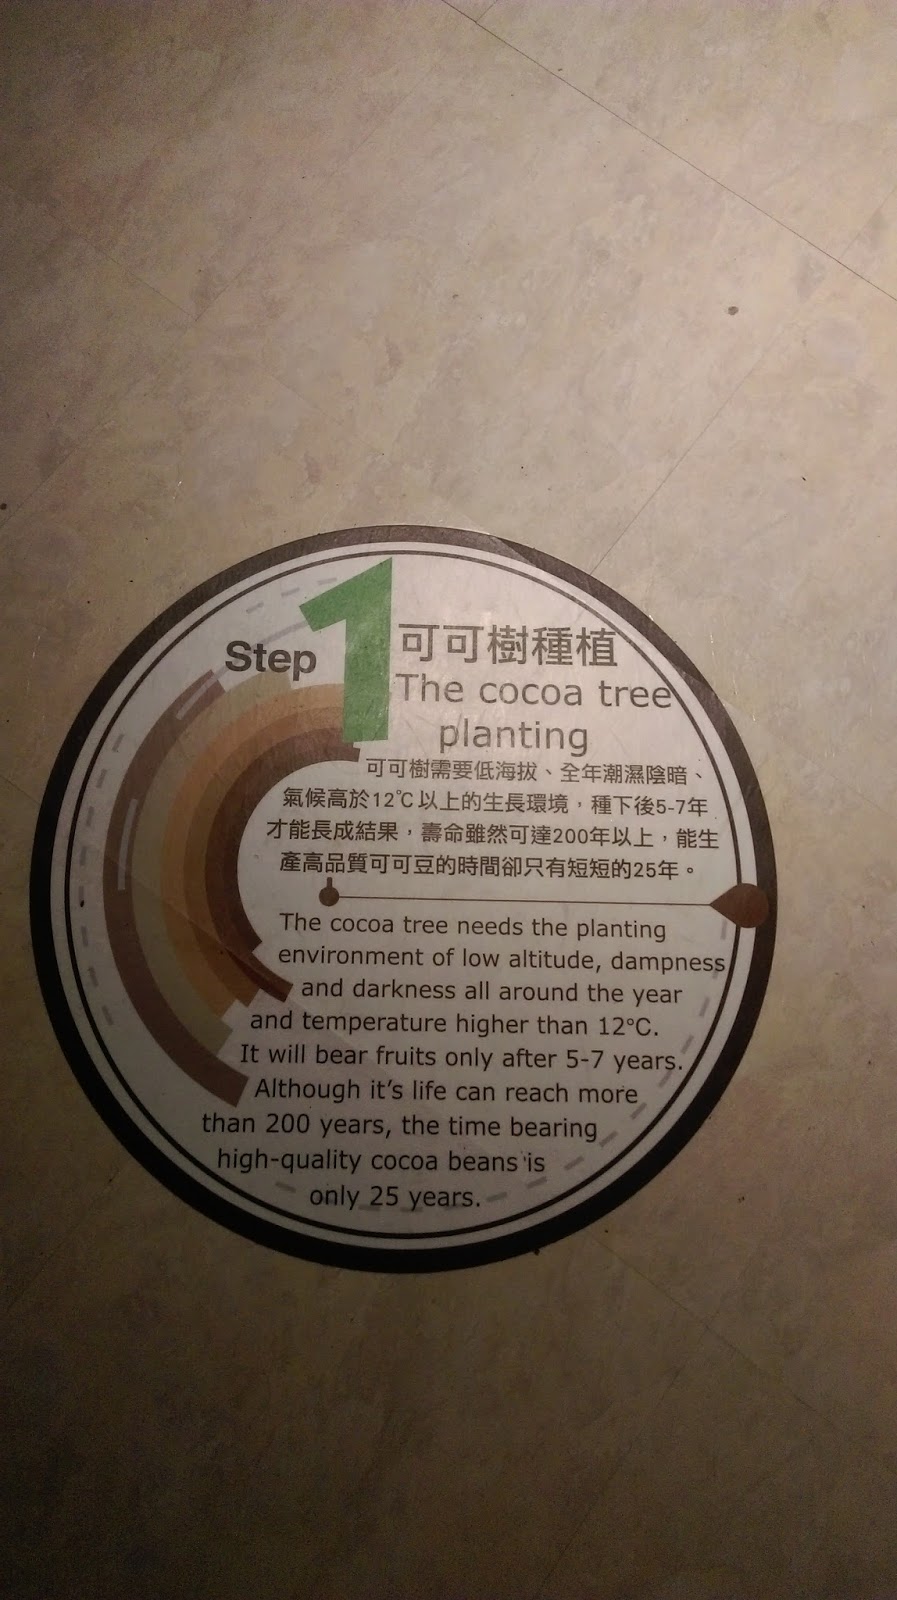 Step 1
可可樹種植
The cocoa tree
planting
可可樹需要低海拔、全年潮濕陰暗、
氣候高於12℃以上的生長環境，種下後5-7年
才能長成結果，壽命雖然可達200年以上，能生
產高品質可可豆的時間卻只有短短的25年。
The cocoa tree needs the planting
environment of low altitude, dampness
and darkness all around the year
and temperature higher than 12℃.
It will bear fruits only after 5-7 years.
Although it's life can reach more
than 200 years, the time bearing
high-quality cocoa beans is
only 25 years.